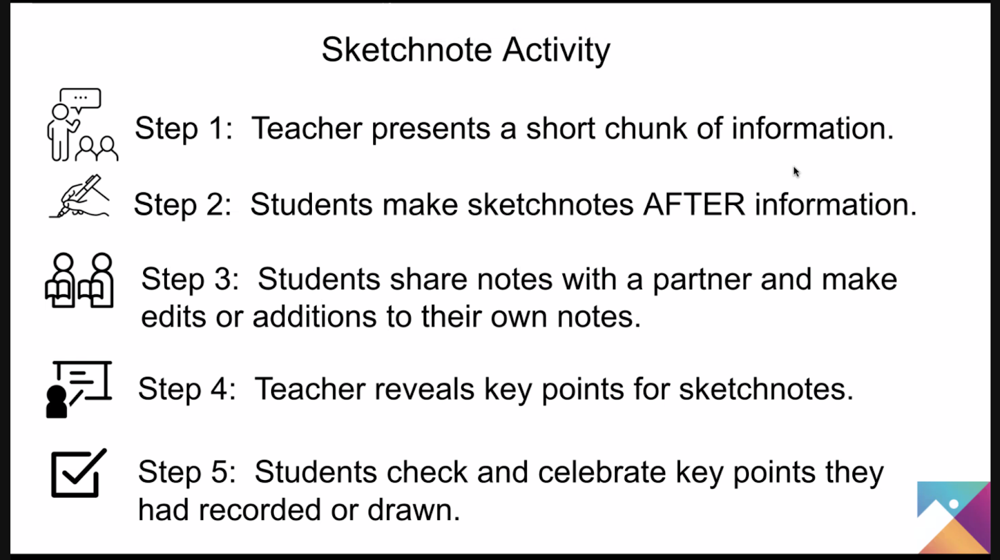 Sketchnote Activity
...
Step 1: Teacher presents a short chunk of information.
Step 2: Students make sketchnotes AFTER information.
Step 3: Students share notes with a partner and make
edits or additions to their own notes.
Step 4: Teacher reveals key points for sketchnotes.
Step 5: Students check and celebrate key points they
had recorded or drawn.